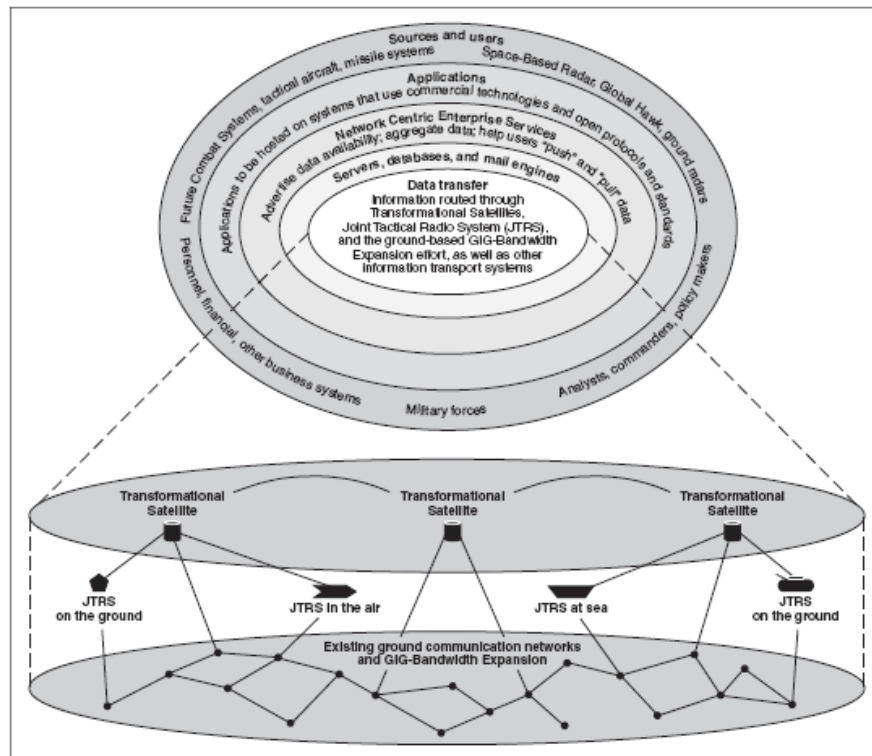 Sources and users
Future Combat Systems, tactical aircraft, missile systems
Space-Based Radar, Global Hawk, ground radars
Applications
Applications to be hosted on systems that use commercial technologies and open protocols and standards
Network Centric Enterprise Services
Advertise data availability; aggregate data; help users "push" and "pull" data
Servers, databases, and mail engines
Data transfer
Information routed through
Transformational Satellites,
Joint Tactical Radio System (JTRS),
and the ground-based GIG-Bandwidth
Expansion effort, as well as other
information transport systems
Personnel, financial, other business systems
Military forces
Analysts, commanders, policy makers
Transformational
Satellite
Transformational
Satellite
Transformational
Satellite
JTRS
on the ground
JTRS in the air
JTRS at sea
JTRS
on the ground
Existing ground communication networks
and GIG-Bandwidth Expansion